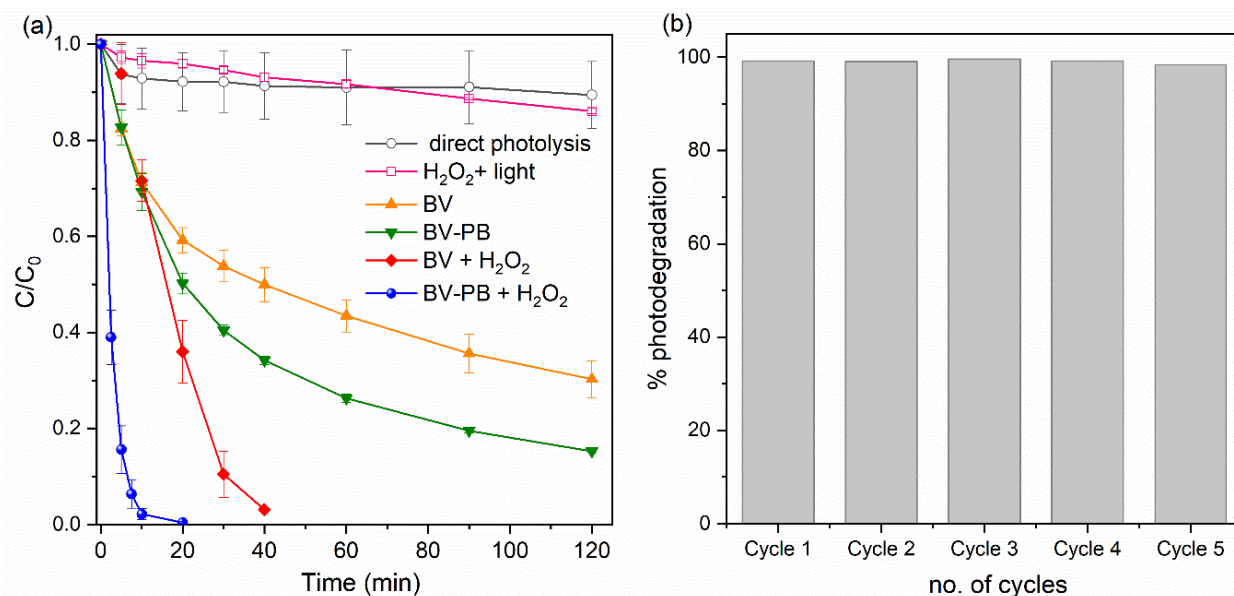 (a)
C/C₀
1.0
0.8
0.6
0.4
0.2
0.0
direct photolysis
H₂O₂+ light
BV
BV-PB
BV + H₂O₂
BV-PB + H₂O₂
0 20 40 60 80 100 120
Time (min)
(b)
% photodegradation
100
80
60
40
20
0
Cycle 1 Cycle 2 Cycle 3 Cycle 4 Cycle 5
no. of cycles